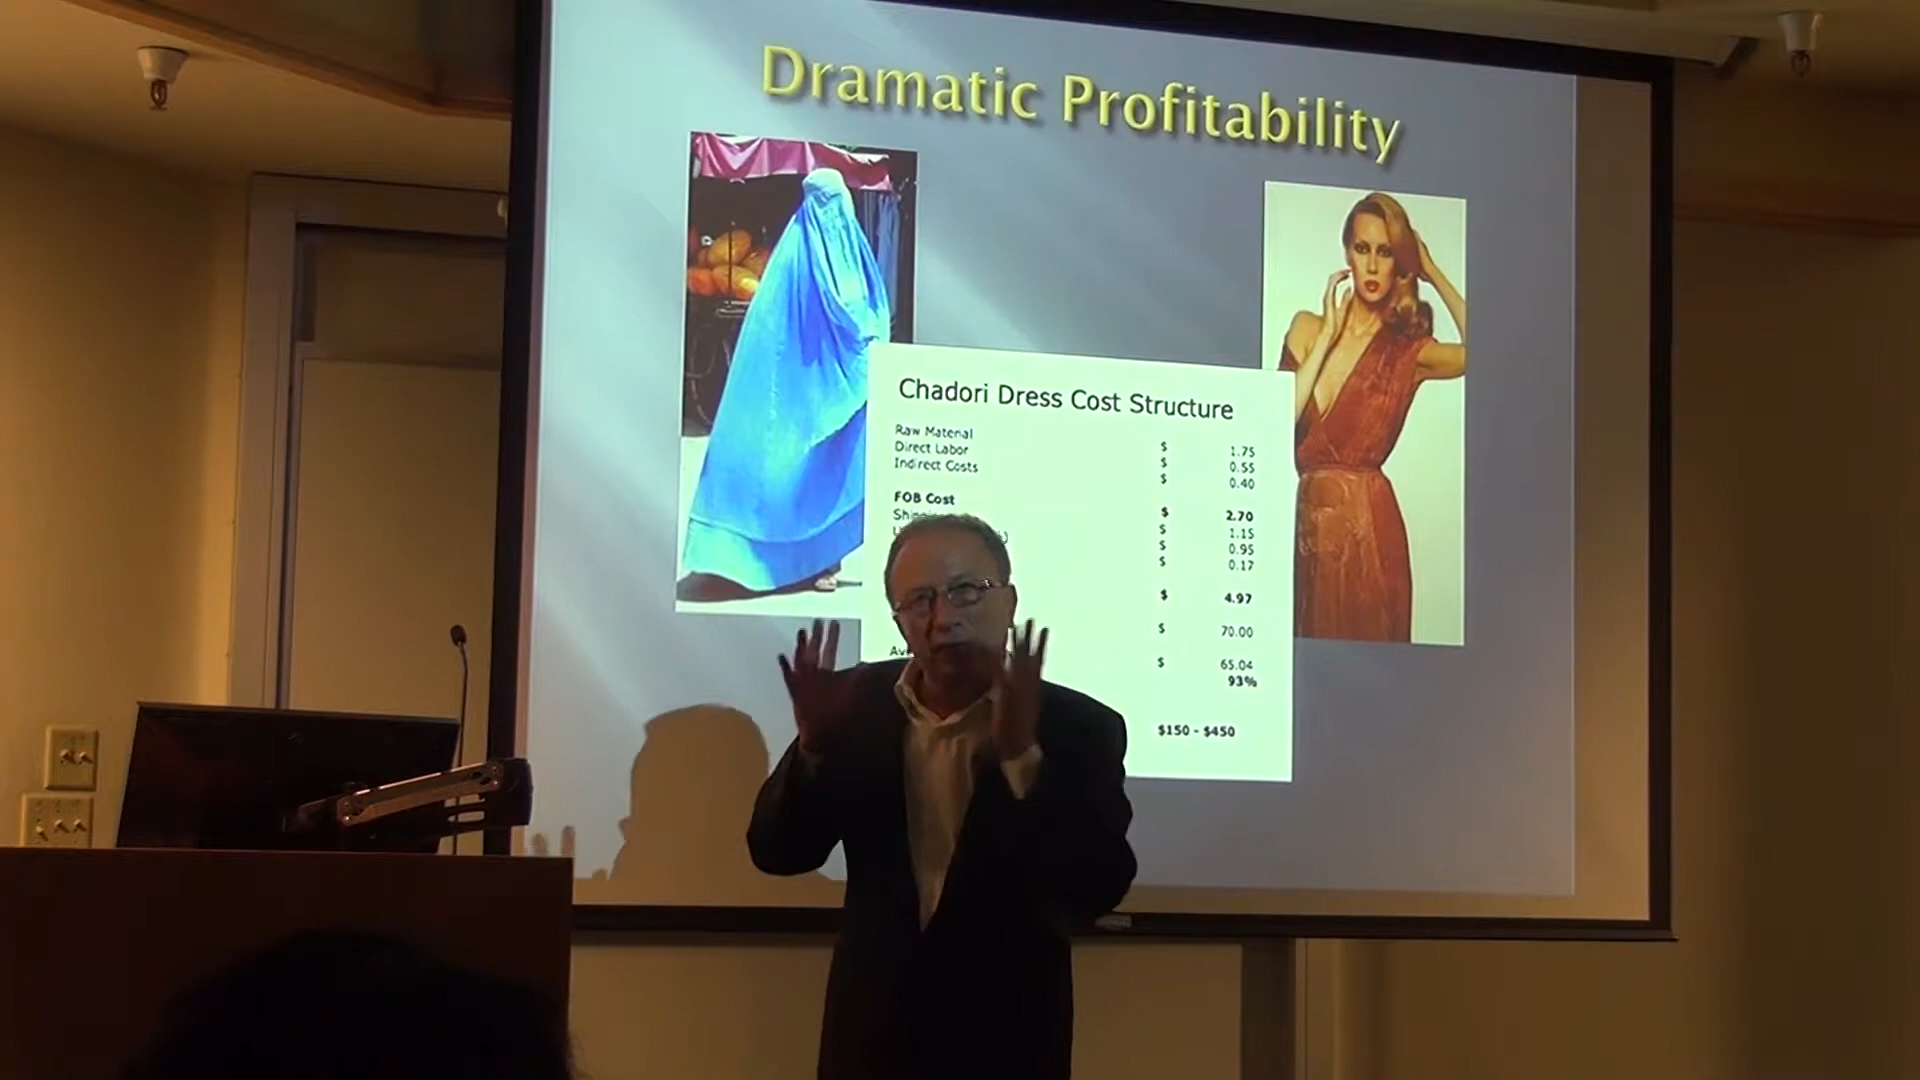 Dramatic Profitability
Chadori Dress Cost Structure
Raw Material $ 1.75
Direct Labor $ 0.55
Indirect Costs $ 0.40
FOB Cost $ 2.70
$ 1.15
$ 0.95
$ 0.17
$ 4.97
$ 70.00
$ 65.04
93%
$150 - $450